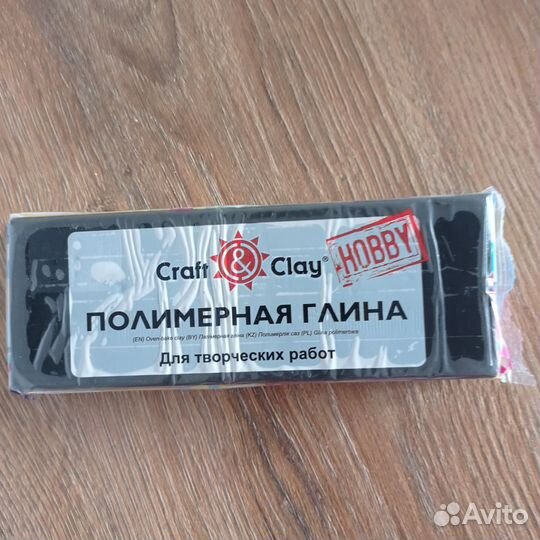 Craft & Clay®
HOBBY
ПОЛИМЕРНАЯ ГЛИНА
(EN) Oven-bake clay (BY) Палімерная гліна (KZ) Полимерлік саз (PL) Glina polimerowa
Для творческих работ
Avito